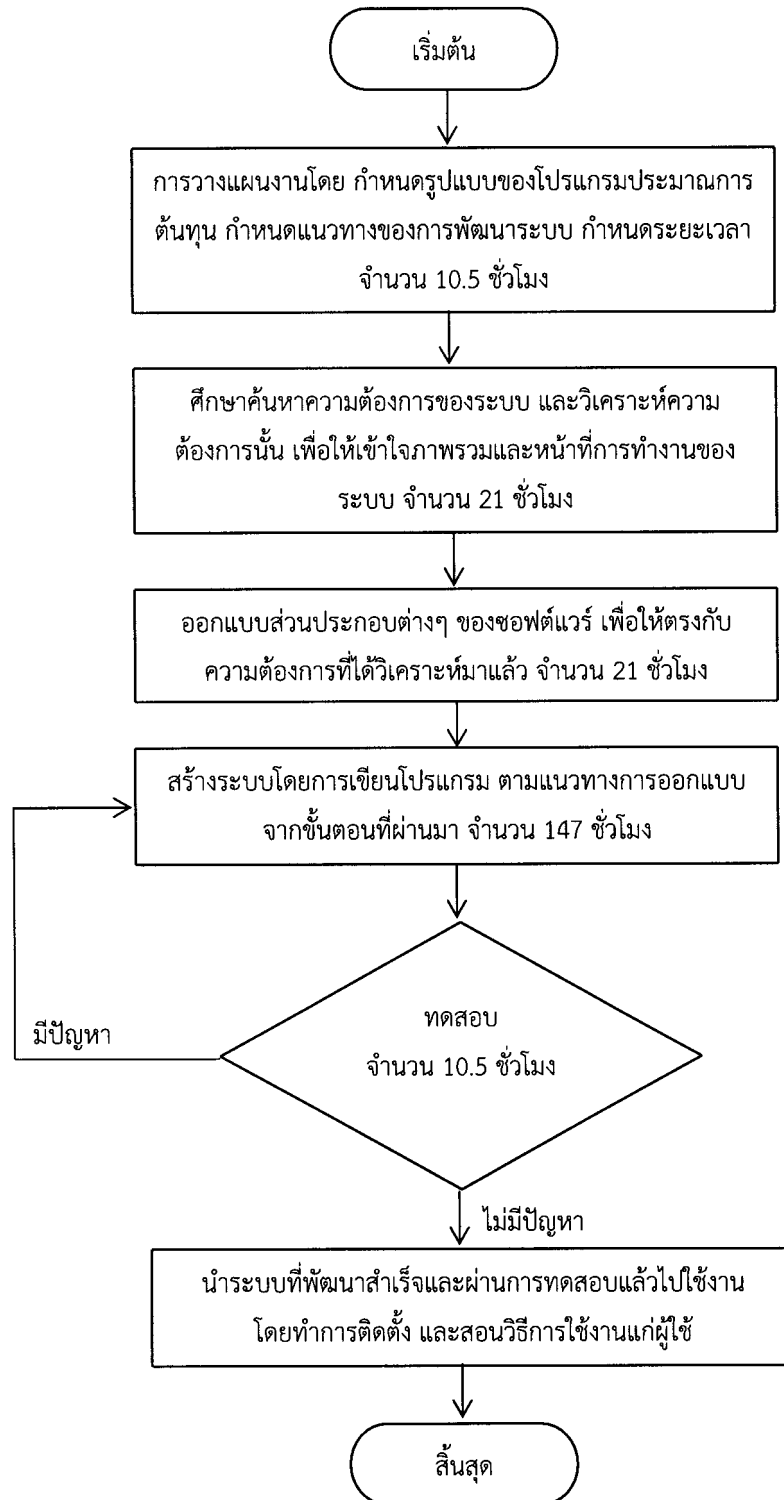 เริ่มต้น
การวางแผนงานโดย กำหนดรูปแบบของโปรแกรมประมาณการ
ต้นทุน กำหนดแนวทางของการพัฒนาระบบ กำหนดระยะเวลา
จำนวน 10.5 ชั่วโมง
ศึกษาค้นหาความต้องการของระบบ และวิเคราะห์ความ
ต้องการนั้น เพื่อให้เข้าใจภาพรวมและหน้าที่การทำงานของ
ระบบ จำนวน 21 ชั่วโมง
ออกแบบส่วนประกอบต่างๆ ของซอฟต์แวร์ เพื่อให้ตรงกับ
ความต้องการที่ได้วิเคราะห์มาแล้ว จำนวน 21 ชั่วโมง
สร้างระบบโดยการเขียนโปรแกรม ตามแนวทางการออกแบบ
จากขั้นตอนที่ผ่านมา จำนวน 147 ชั่วโมง
ทดสอบ
จำนวน 10.5 ชั่วโมง
มีปัญหา
ไม่มีปัญหา
นำระบบที่พัฒนาสำเร็จและผ่านการทดสอบแล้วไปใช้งาน
โดยทำการติดตั้ง และสอนวิธีการใช้งานแก่ผู้ใช้
สิ้นสุด